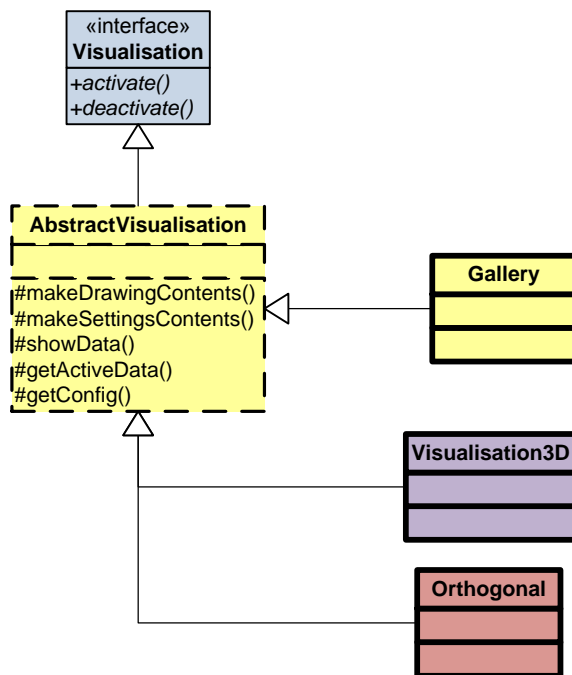 «interface»
Visualisation
+activate()
+deactivate()
AbstractVisualisation
#makeDrawingContents()
#makeSettingsContents()
#showData()
#getActiveData()
#getConfig()
Gallery
Visualisation3D
Orthogonal